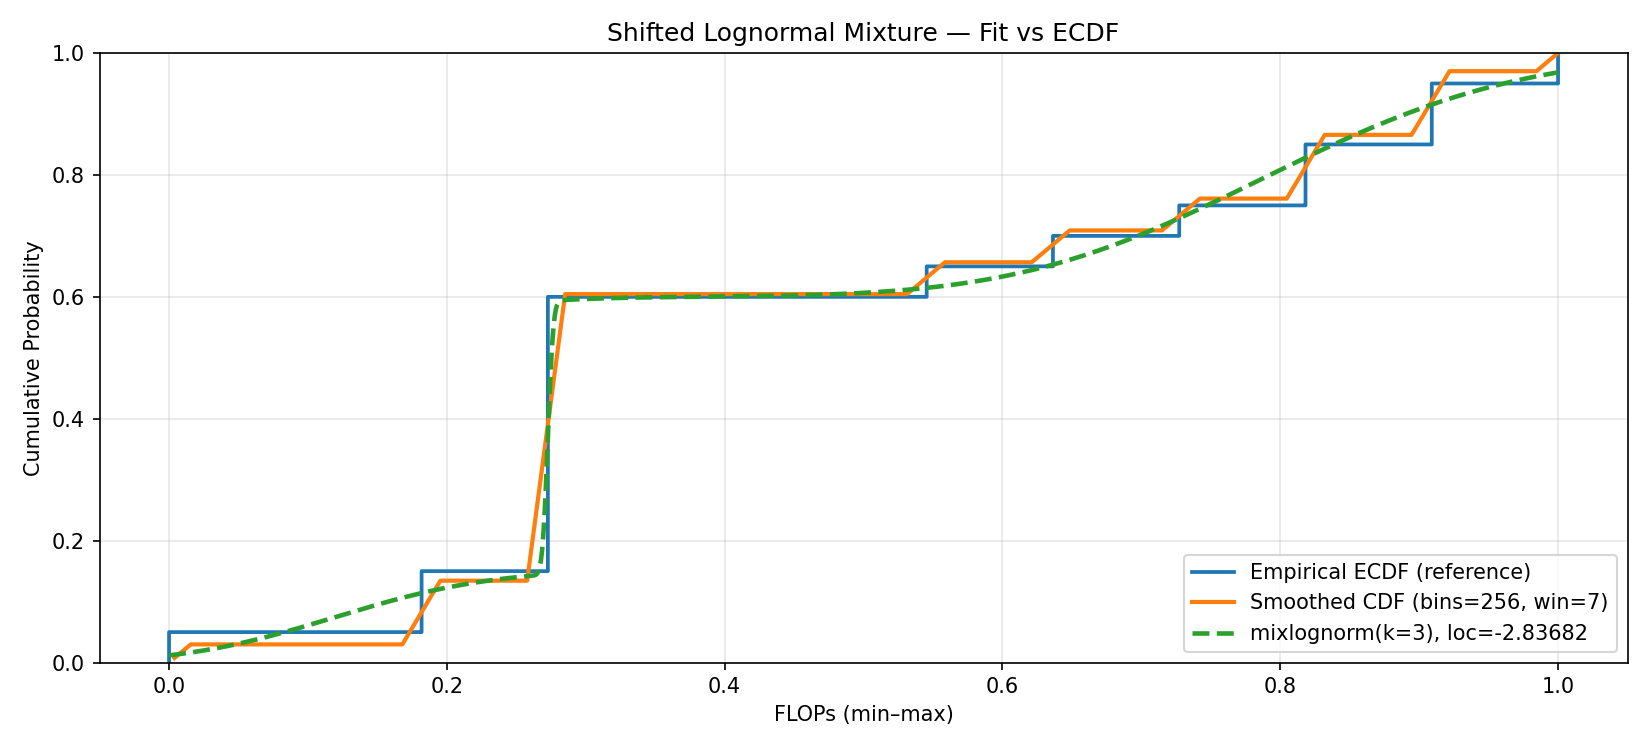 Shifted Lognormal Mixture — Fit vs ECDF
Cumulative Probability
1.0
0.8
0.6
0.4
0.2
0.0
Empirical ECDF (reference)
Smoothed CDF (bins=256, win=7)
mixlognorm(k=3), loc=-2.83682
0.0 0.2 0.4 0.6 0.8 1.0
FLOPs (min–max)